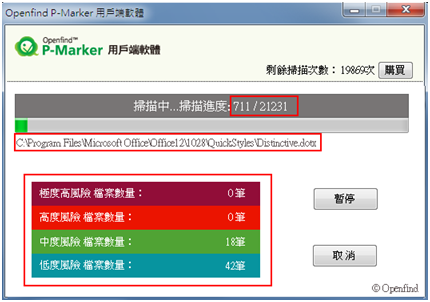 Openfind P-Marker 用戶端軟體
Openfind™
P-Marker 用戶端軟體
剩餘掃描次數：19869次 購買
掃描中...掃描進度: 711 / 21231
C:\Program Files\Microsoft Office\Office12\1028\QuickStyles\Distinctive.dotx
極度高風險 檔案數量： 0筆
高度風險 檔案數量： 0筆
中度風險 檔案數量： 18筆
低度風險 檔案數量： 42筆
暫停
取消
© Openfind